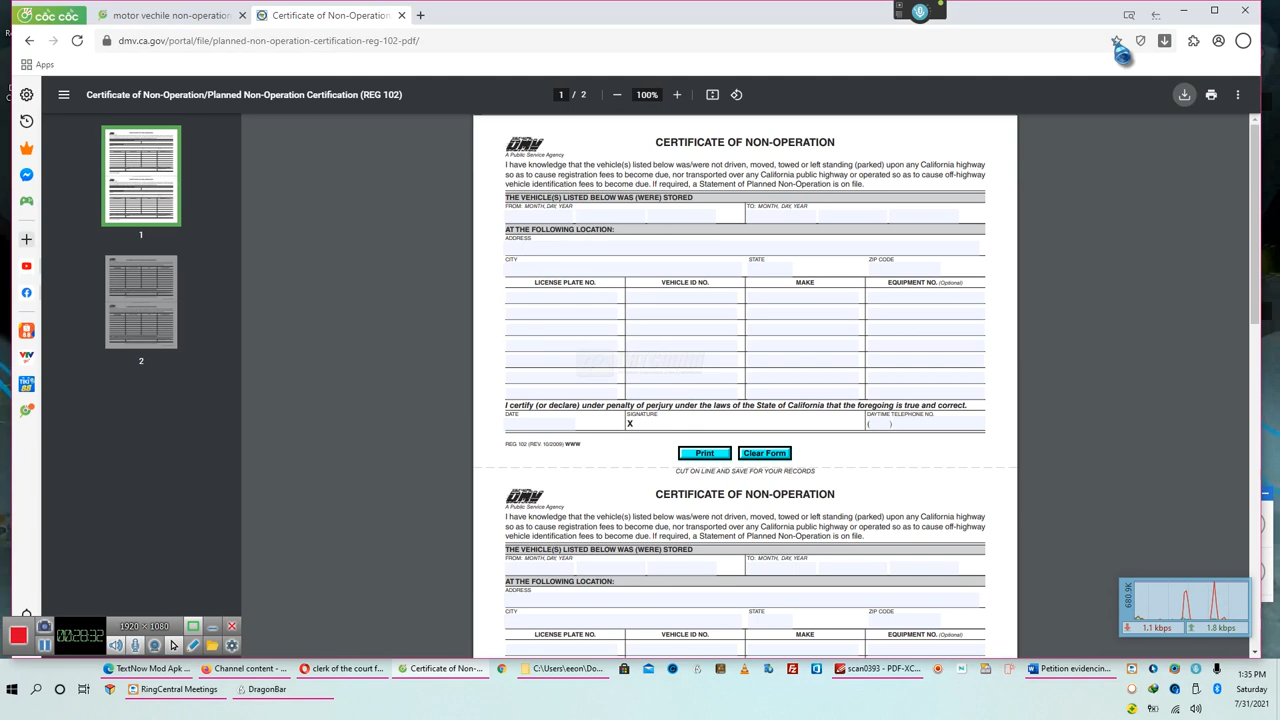 cốc cốc
motor vechile non-operation
Certificate of Non-Operation
dmv.ca.gov/portal/file/planned-non-operation-certification-reg-102-pdf/
Apps
Certificate of Non-Operation/Planned Non-Operation Certification (REG 102)
1 / 2
100%
1
2
DMV
A Public Service Agency
CERTIFICATE OF NON-OPERATION
I have knowledge that the vehicle(s) listed below was/were not driven, moved, towed or left standing (parked) upon any California highway
so as to cause registration fees to become due, nor transported over any California public highway or operated so as to cause off-highway
vehicle identification fees to become due. If required, a Statement of Planned Non-Operation is on file.
THE VEHICLE(S) LISTED BELOW WAS (WERE) STORED
FROM: MONTH, DAY, YEAR TO: MONTH, DAY, YEAR
AT THE FOLLOWING LOCATION:
ADDRESS
CITY STATE ZIP CODE
LICENSE PLATE NO. VEHICLE ID NO. MAKE EQUIPMENT NO. (Optional)
I certify (or declare) under penalty of perjury under the laws of the State of California that the foregoing is true and correct.
DATE SIGNATURE DAYTIME TELEPHONE NO.
X ( )
REG 102 (REV. 10/2009) WWW
Print Clear Form
CUT ON LINE AND SAVE FOR YOUR RECORDS
DMV
A Public Service Agency
CERTIFICATE OF NON-OPERATION
I have knowledge that the vehicle(s) listed below was/were not driven, moved, towed or left standing (parked) upon any California highway
so as to cause registration fees to become due, nor transported over any California public highway or operated so as to cause off-highway
vehicle identification fees to become due. If required, a Statement of Planned Non-Operation is on file.
THE VEHICLE(S) LISTED BELOW WAS (WERE) STORED
FROM: MONTH, DAY, YEAR TO: MONTH, DAY, YEAR
AT THE FOLLOWING LOCATION:
ADDRESS
CITY STATE ZIP CODE
LICENSE PLATE NO. VEHICLE ID NO. MAKE EQUIPMENT NO. (Optional)
680.9K
1.1 kbps 1.8 kbps
1920 × 1080
00:28:32
TextNow Mod Apk ...
Channel content - ...
clerk of the court f...
Certificate of Non-...
C:\Users\eeon\Do...
scan0393 - PDF-XC...
Petition evidencin...
RingCentral Meetings
DragonBar
1:35 PM
Saturday
7/31/2021